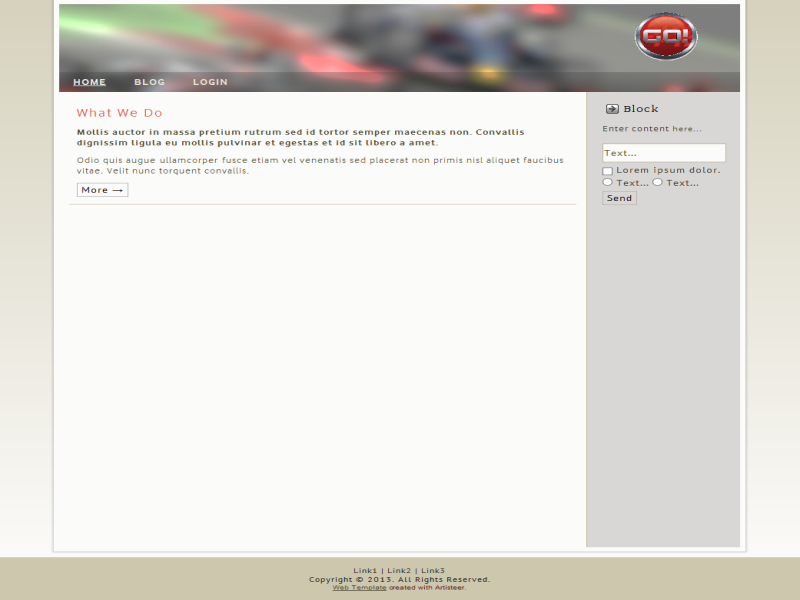 GO!
HOME BLOG LOGIN
What We Do
Mollis auctor in massa pretium rutrum sed id tortor semper maecenas non. Convallis
dignissim ligula eu mollis pulvinar et egestas et id sit libero a amet.
Odio quis augue ullamcorper fusce etiam vel venenatis sed placerat non primis nisl aliquet faucibus
vitae. Velit nunc torquent convallis.
More →
Block
Enter content here...
Text...
Lorem ipsum dolor.
Text... Text...
Send
Link1 | Link2 | Link3
Copyright © 2013. All Rights Reserved.
Web Template created with Artisteer.